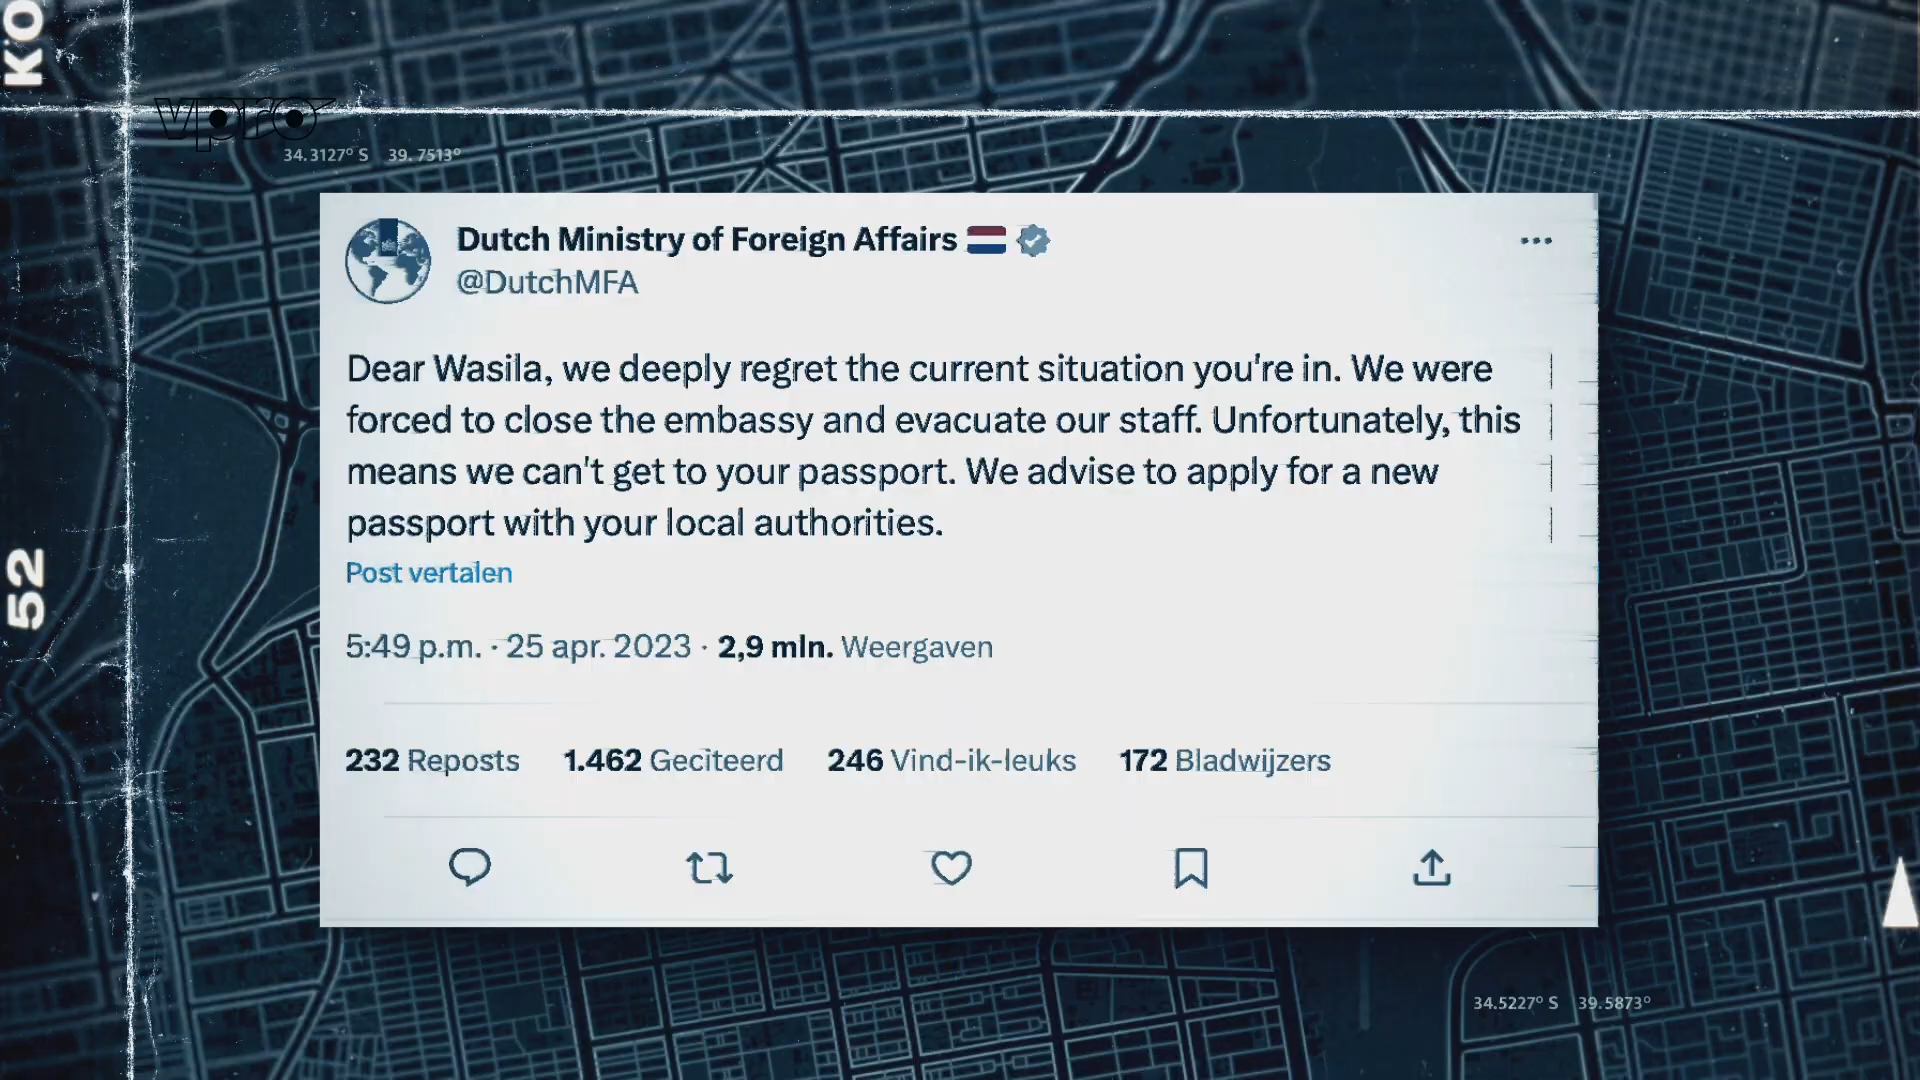 KO
vpro
34.3127° S 39.7513°
Dutch Ministry of Foreign Affairs
@DutchMFA
Dear Wasila, we deeply regret the current situation you're in. We were
forced to close the embassy and evacuate our staff. Unfortunately, this
means we can't get to your passport. We advise to apply for a new
passport with your local authorities.
Post vertalen
52
5:49 p.m. · 25 apr. 2023 · 2,9 mln. Weergaven
232 Reposts 1.462 Geciteerd 246 Vind-ik-leuks 172 Bladwijzers
34.5227° S 39.5873°